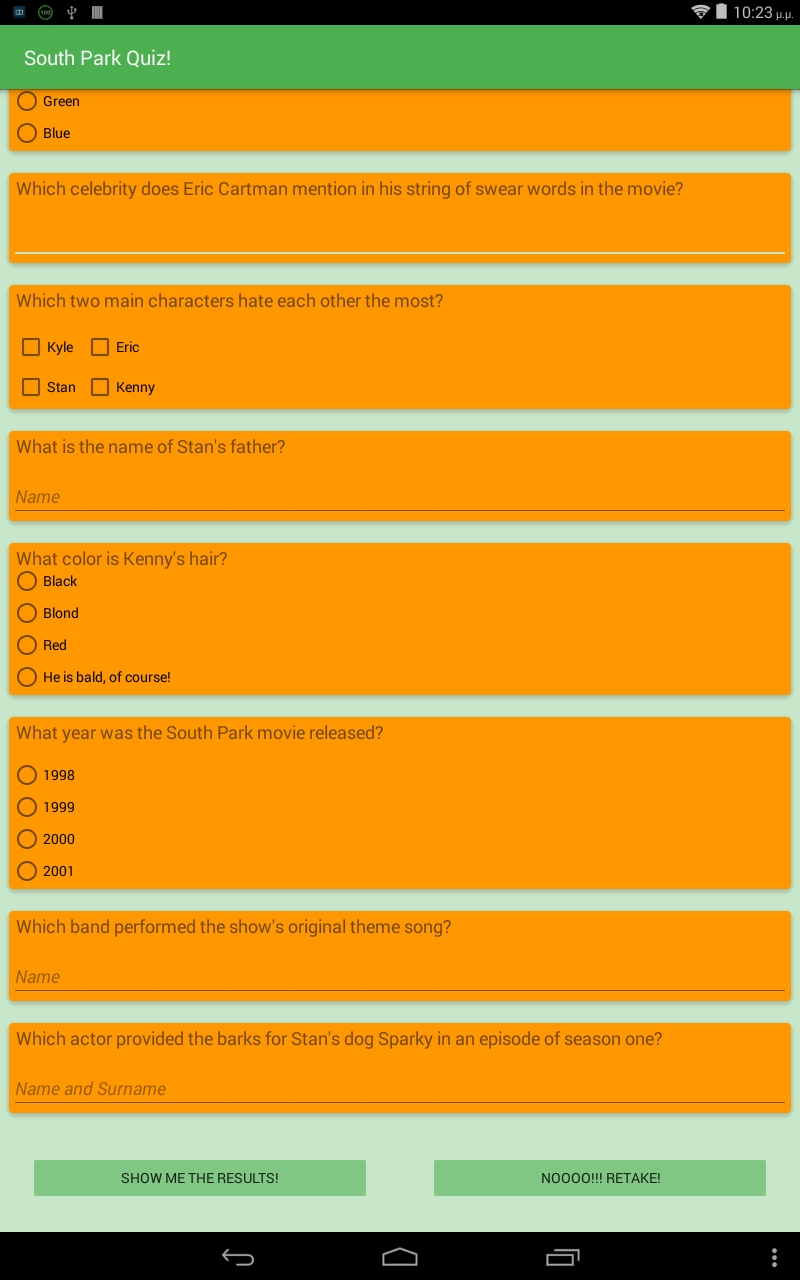 100
10:23 μ.μ.
South Park Quiz!
Green
Blue
Which celebrity does Eric Cartman mention in his string of swear words in the movie?
Which two main characters hate each other the most?
Kyle Eric
Stan Kenny
What is the name of Stan's father?
Name
What color is Kenny's hair?
Black
Blond
Red
He is bald, of course!
What year was the South Park movie released?
1998
1999
2000
2001
Which band performed the show's original theme song?
Name
Which actor provided the barks for Stan's dog Sparky in an episode of season one?
Name and Surname
SHOW ME THE RESULTS! NOOOO!!! RETAKE!